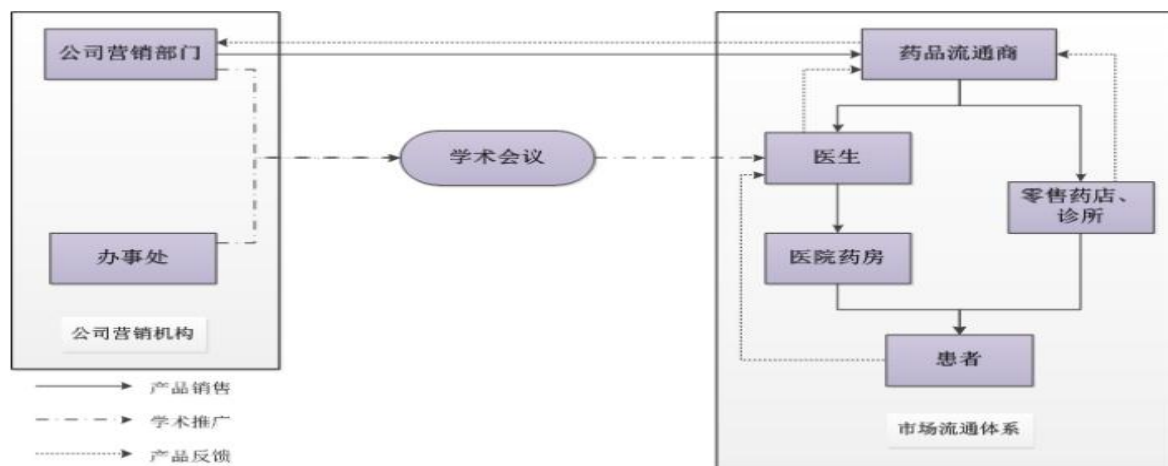 公司营销部门
药品流通商
学术会议
医生
零售药店、
诊所
办事处
医院药房
公司营销机构
患者
产品销售
学术推广
市场流通体系
产品反馈